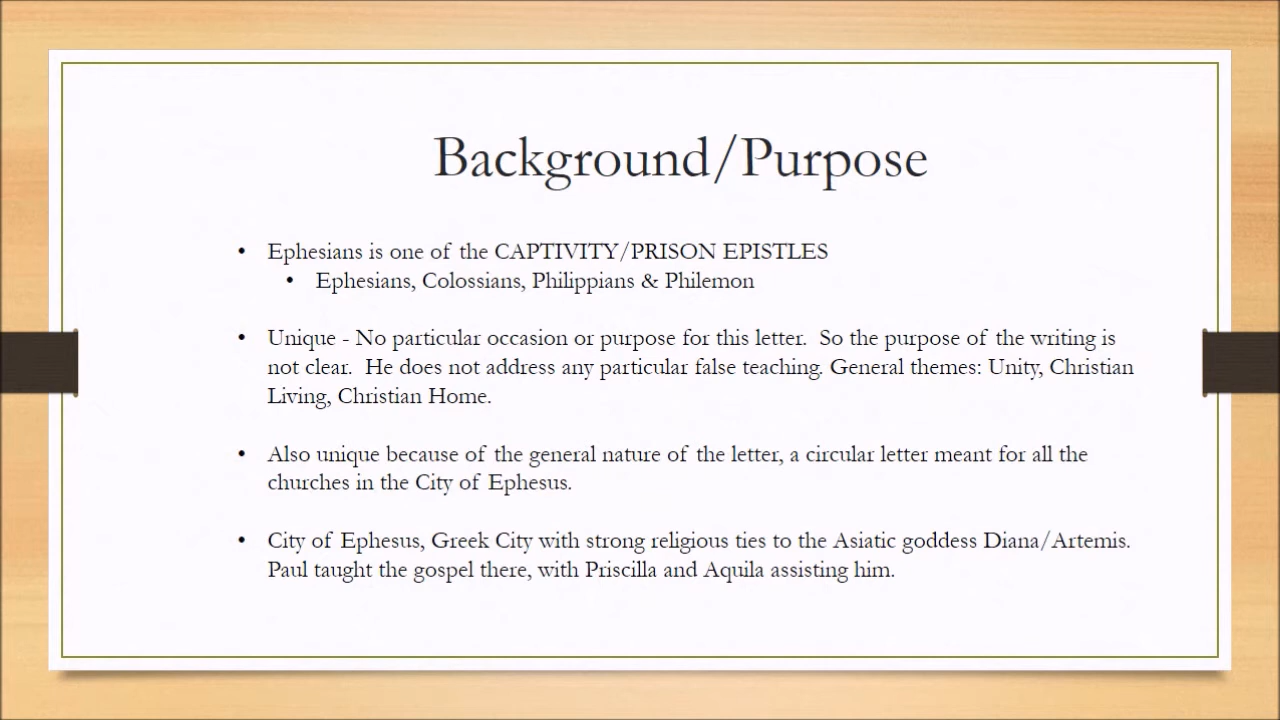 Background/Purpose
• Ephesians is one of the CAPTIVITY/PRISON EPISTLES
• Ephesians, Colossians, Philippians & Philemon
• Unique - No particular occasion or purpose for this letter.  So the purpose of the writing is
not clear.  He does not address any particular false teaching. General themes: Unity, Christian
Living, Christian Home.
• Also unique because of the general nature of the letter, a circular letter meant for all the
churches in the City of Ephesus.
• City of Ephesus, Greek City with strong religious ties to the Asiatic goddess Diana/Artemis.
Paul taught the gospel there, with Priscilla and Aquila assisting him.